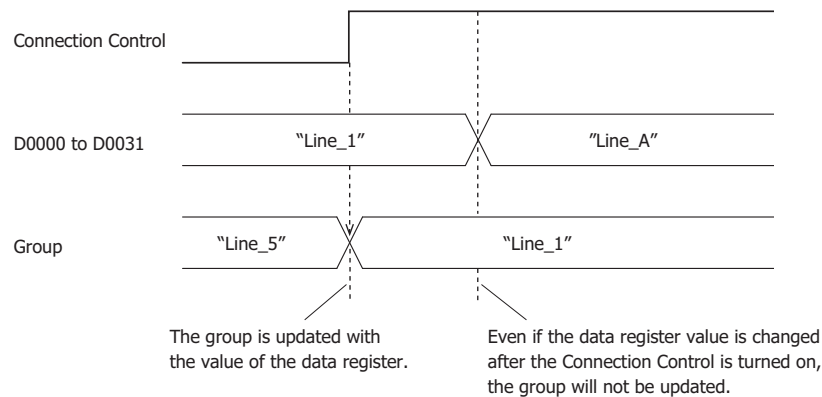 Connection Control
D0000 to D0031
“Line_1”
”Line_A”
Group
“Line_5”
“Line_1”
The group is updated with
the value of the data register.
Even if the data register value is changed
after the Connection Control is turned on,
the group will not be updated.